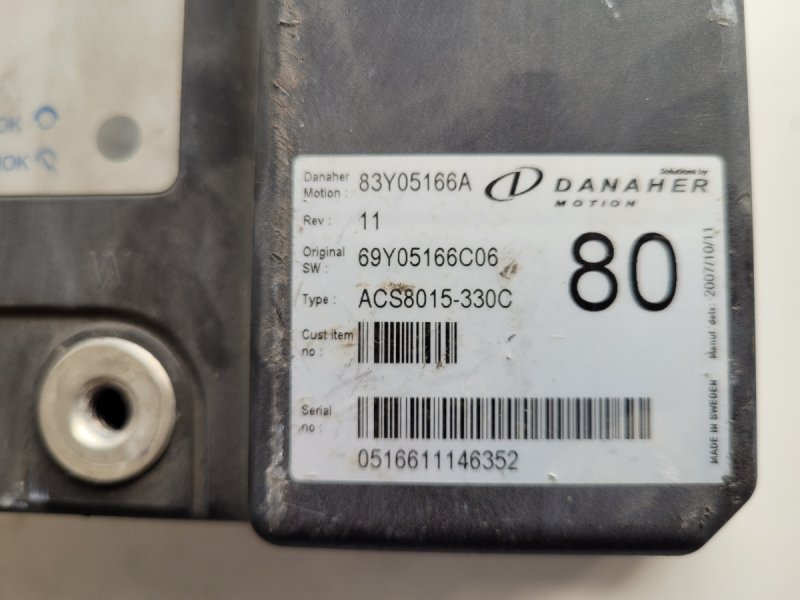 OK
OK
W
Danaher Motion : 83Y05166A
Solutions by
DANAHER
MOTION
Rev : 11
Original SW : 69Y05166C06
80
Type : ACS8015-330C
Cust item no :
Serial no :
0516611146352
MADE IN SWEDEN Manuf. date: 2007/10/11